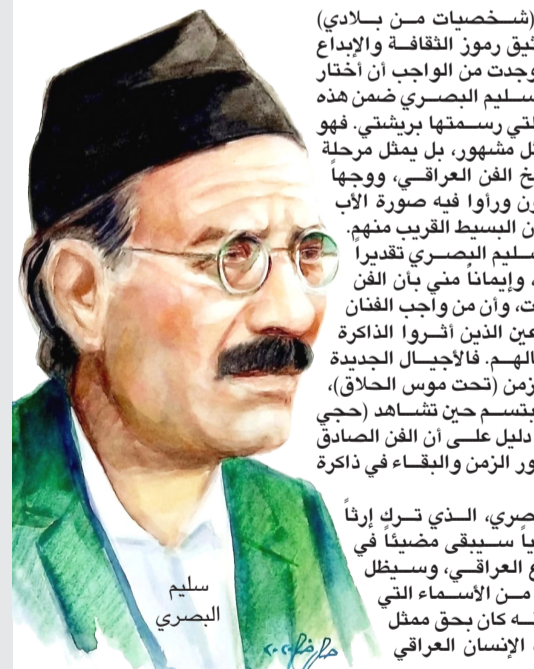 (شخصيات من بلادي)
ثيق رموز الثقافة والإبداع
وجدت من الواجب أن أختار
سليم البصري ضمن هذه
لتي رسمتها بريشتي. فهو
ثل مشهور، بل يمثل مرحلة
خ الفن العراقي، ووجهاً
ون ورأوا فيه صورة الأب
ن البسيط القريب منهم.
سليم البصري تقديراً
، وإيماناً مني بأن الفن
ت، وأن من واجب الفنان
عين الذين أثروا الذاكرة
الهم. فالأجيال الجديدة
زمن (تحت موس الحلاق)،
بتسم حين تشاهد (حجي
دليل على أن الفن الصادق
ور الزمن والبقاء في ذاكرة
صري، الذي ترك إرثاً
ياً سيبقى مضيئاً في
ع العراقي، وسيظل
من الأسماء التي
نه كان بحق ممثل
الإنسان العراقي
سليم
البصري